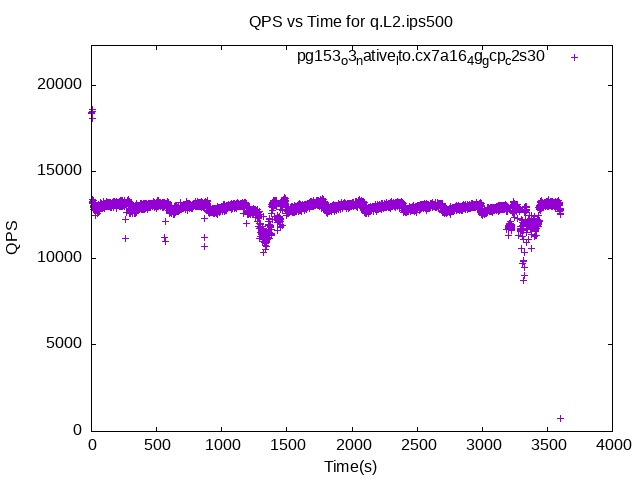 QPS vs Time for q.L2.ips500
pg153_o3_native_lto.cx7a16_4g_gcp_c2s30
20000
15000
10000
5000
0
QPS
0 500 1000 1500 2000 2500 3000 3500 4000
Time(s)